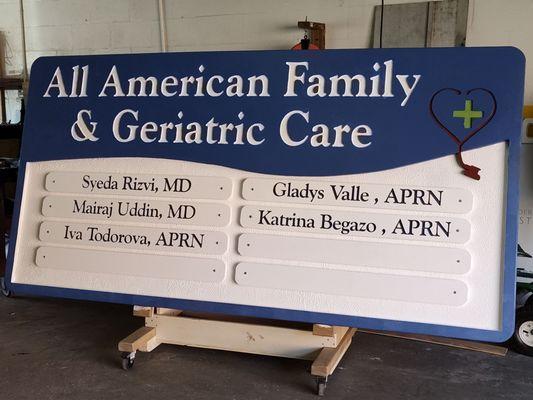 All American Family
& Geriatric Care
Syeda Rizvi, MD
Mairaj Uddin, MD
Iva Todorova, APRN
Gladys Valle , APRN
Katrina Begazo , APRN